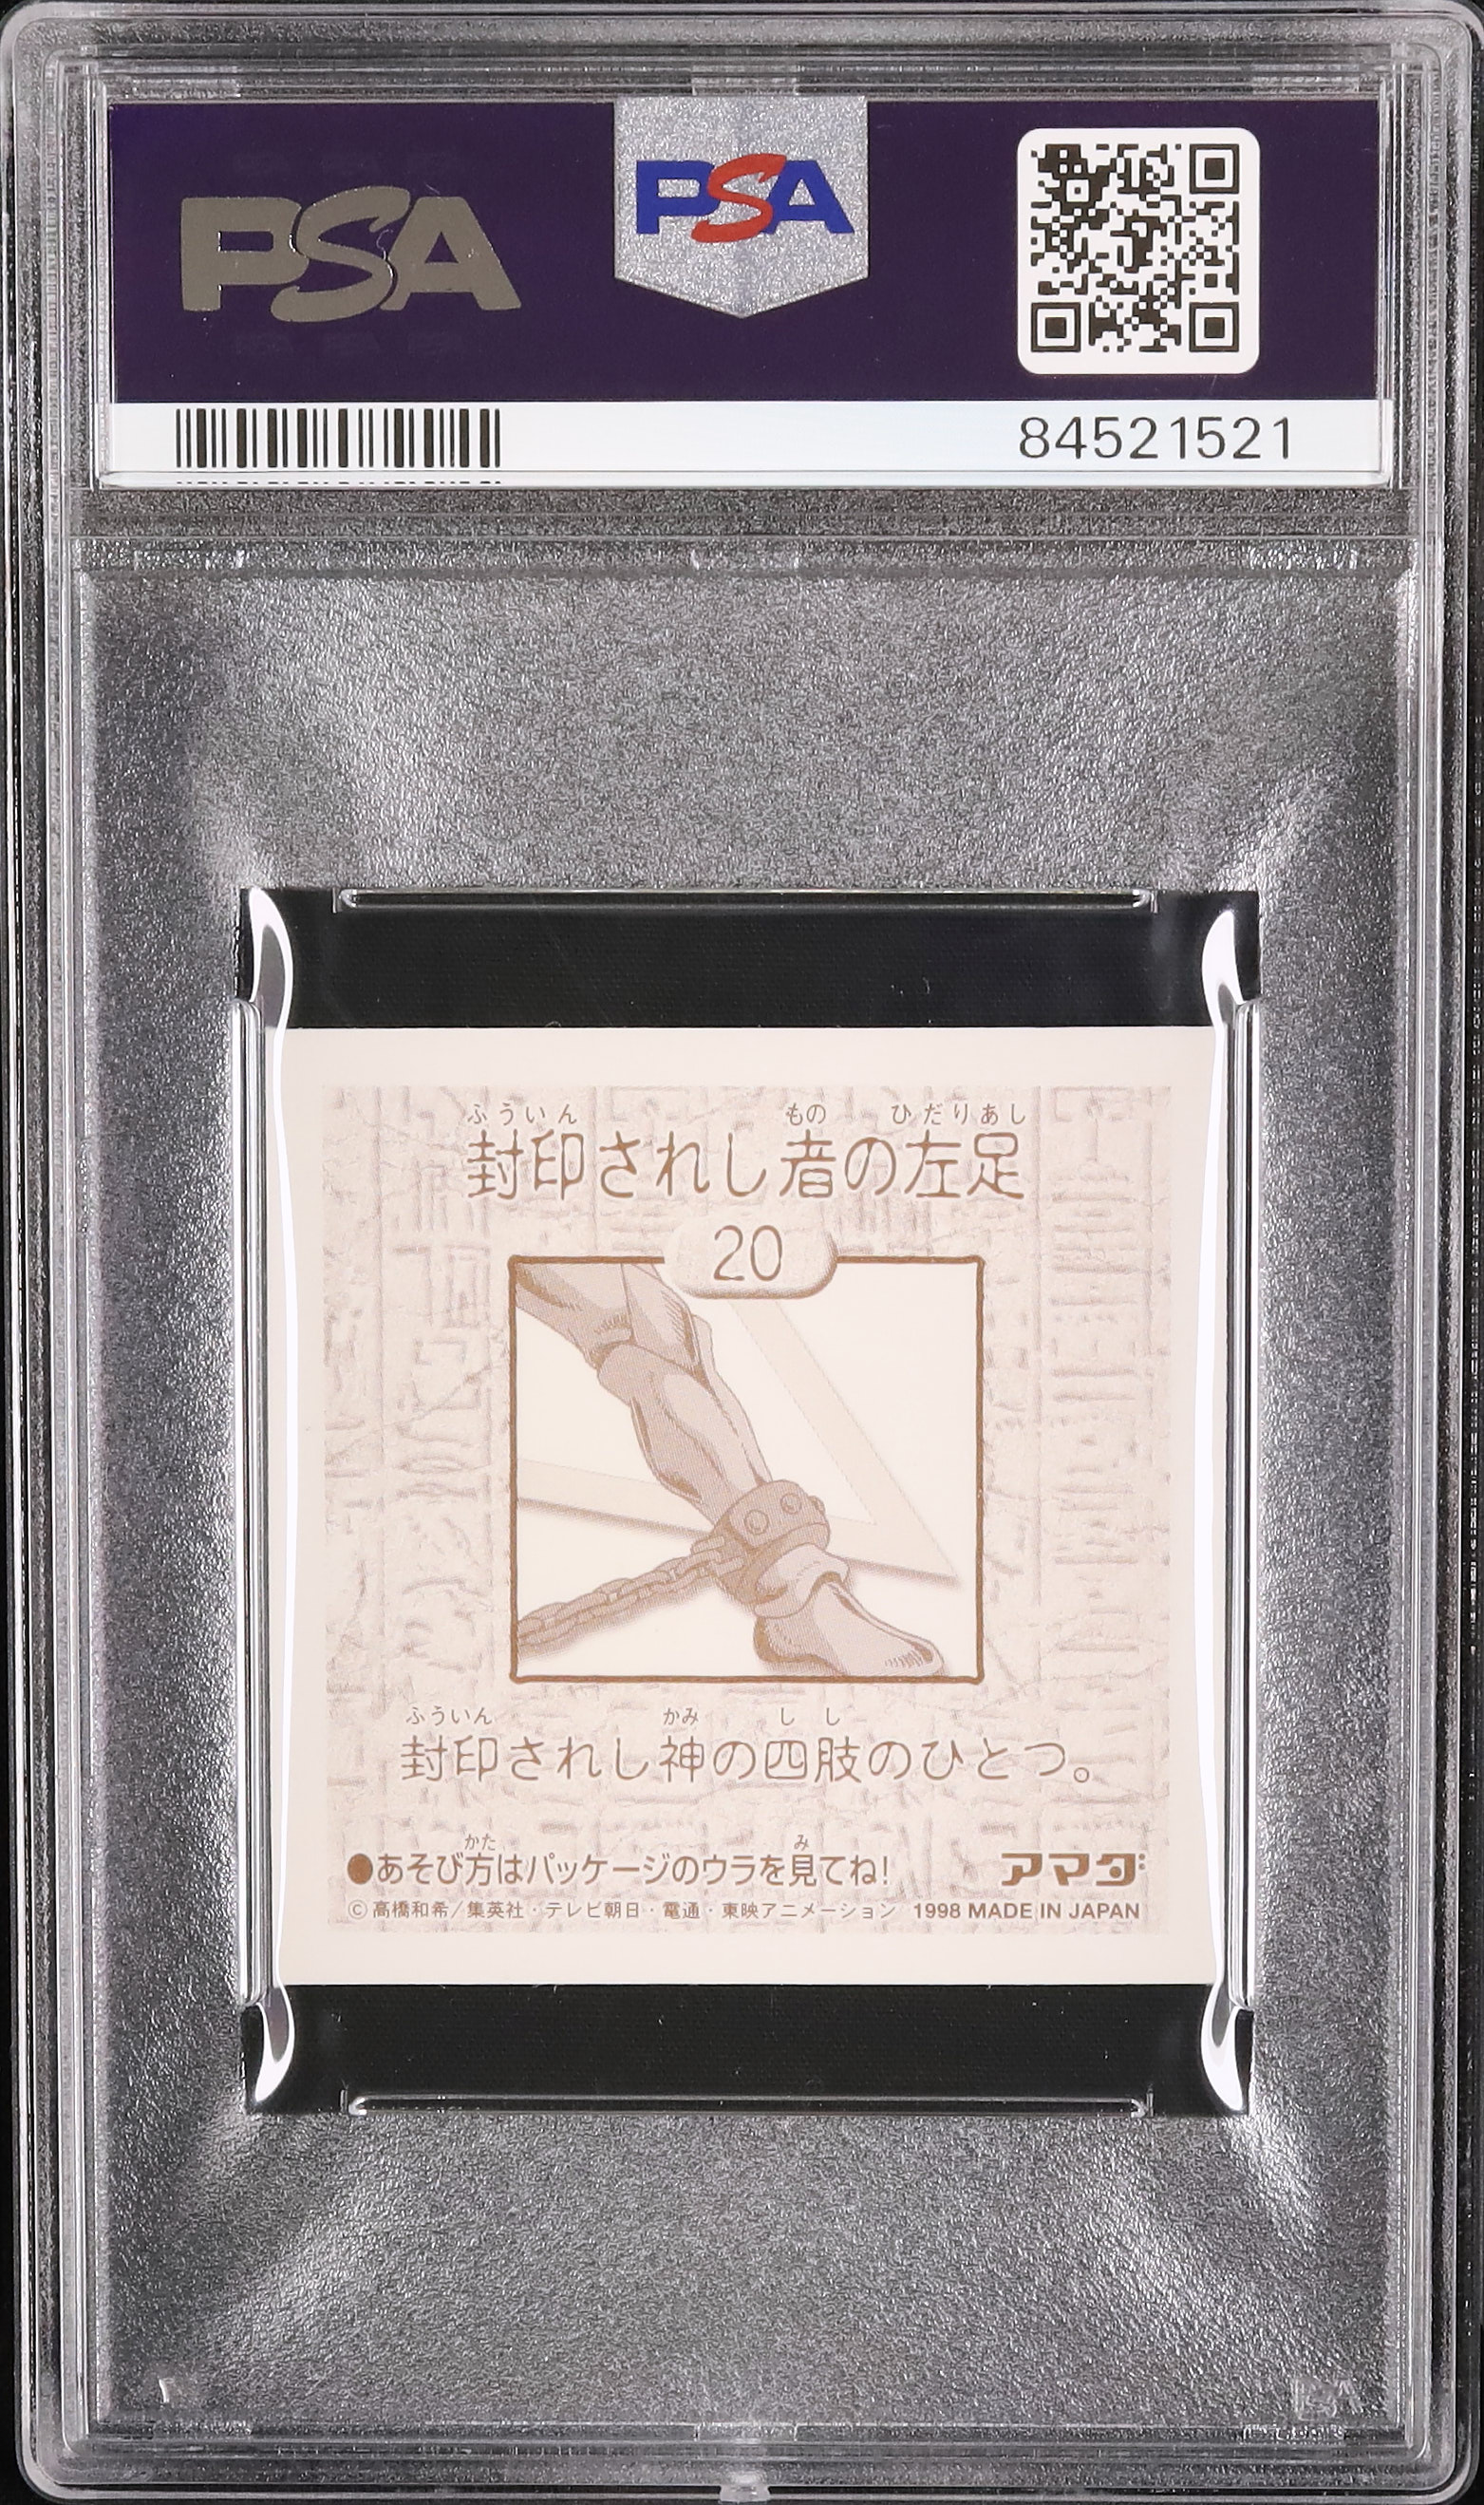 PSA
PSA
84521521
ふういん もの ひだりあし
封印されし者の左足
20
ふういん かみ しし
封印されし神の四肢のひとつ。
かた み
●あそび方はパッケージのウラを見てね! アマダ
©高橋和希/集英社・テレビ朝日・電通・東映アニメーション 1998 MADE IN JAPAN
PSA